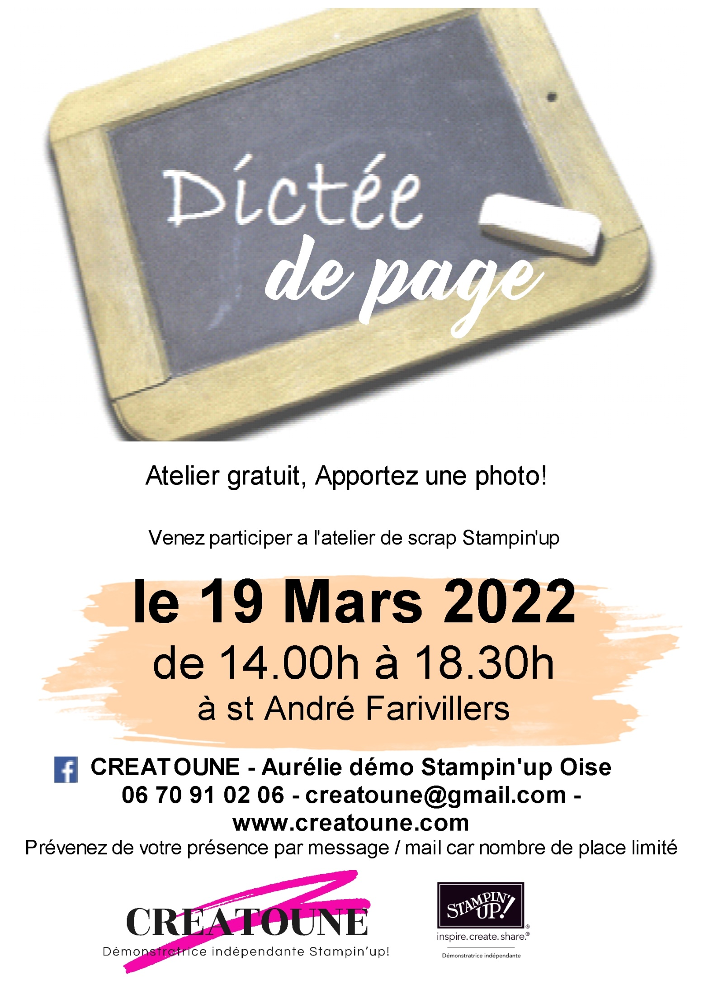 Dictée
de page
Atelier gratuit, Apportez une photo!
Venez participer a l'atelier de scrap Stampin'up
le 19 Mars 2022
de 14.00h à 18.30h
à st André Farivillers
f CREATOUNE - Aurélie démo Stampin'up Oise
06 70 91 02 06 - creatoune@gmail.com -
www.creatoune.com
Prévenez de votre présence par message / mail car nombre de place limité
CREATOUNE
Démonstratrice indépendante Stampin'up!
STAMPIN'
UP!®
inspire.create.share.®
Démonstratrice indépendante